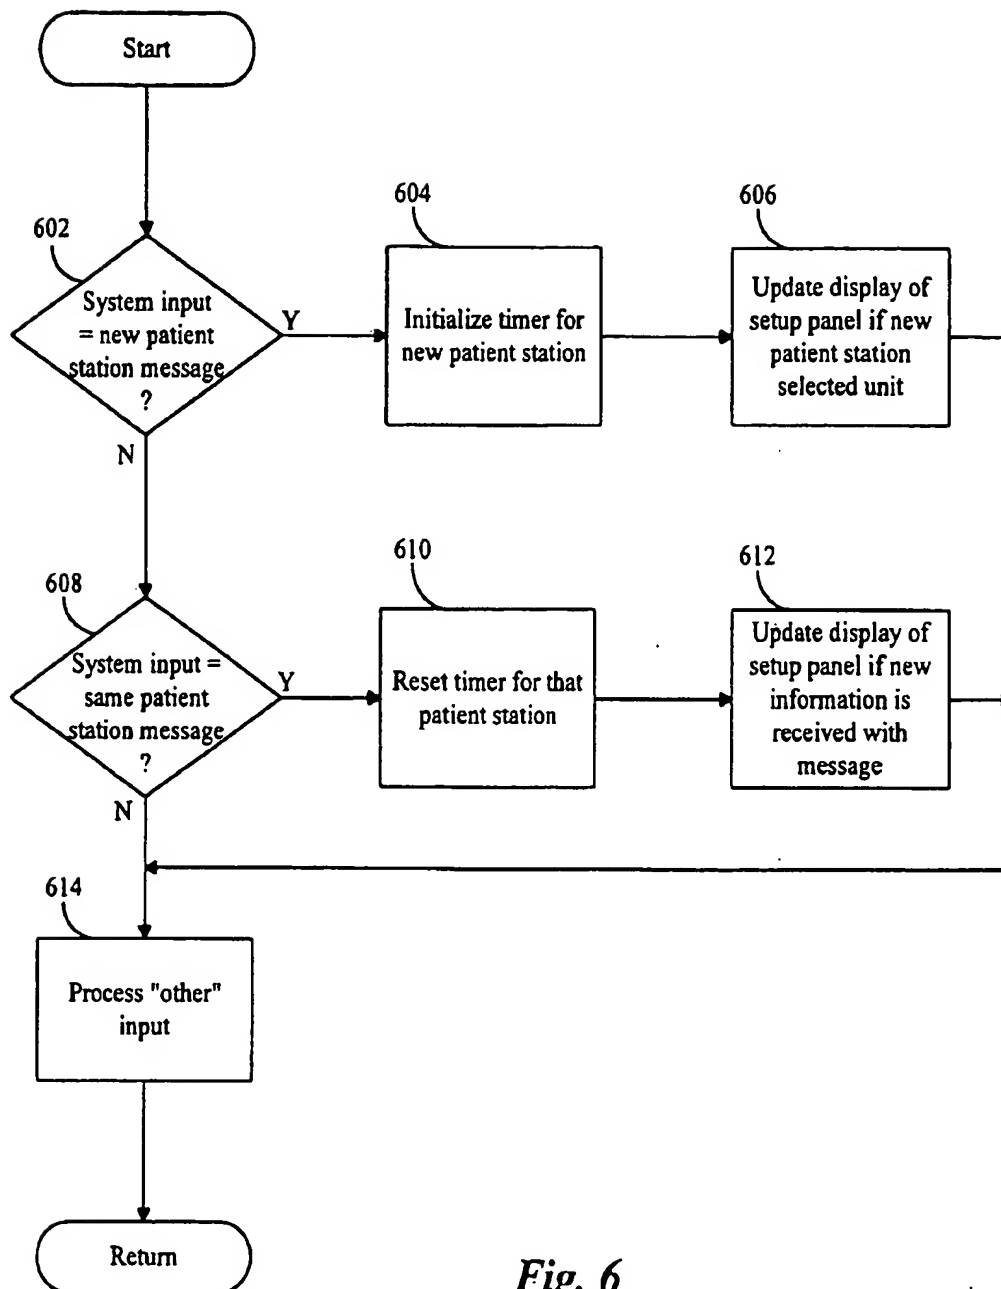 Start
602
System input
= new patient
station message
?
Y
N
604
Initialize timer for
new patient station
606
Update display of
setup panel if new
patient station
selected unit
608
System input =
same patient
station message
?
Y
N
610
Reset timer for that
patient station
612
Update display of
setup panel if new
information is
received with
message
614
Process "other"
input
Return
Fig. 6